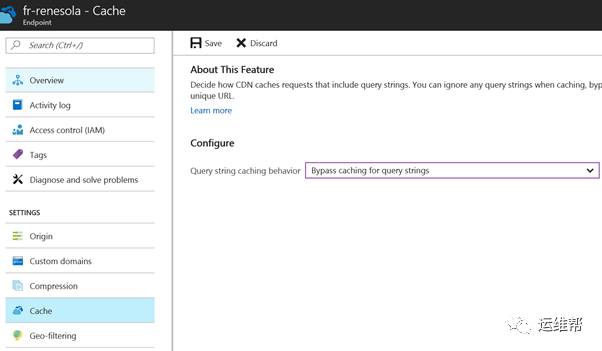 fr-renesola - Cache
Endpoint
Search (Ctrl+/)
Overview
Activity log
Access control (IAM)
Tags
Diagnose and solve problems
SETTINGS
Origin
Custom domains
Compression
Cache
Geo-filtering
Save
Discard
About This Feature
Decide how CDN caches requests that include query strings. You can ignore any query strings when caching, byp
unique URL.
Learn more
Configure
Query string caching behavior
Bypass caching for query strings
运维帮